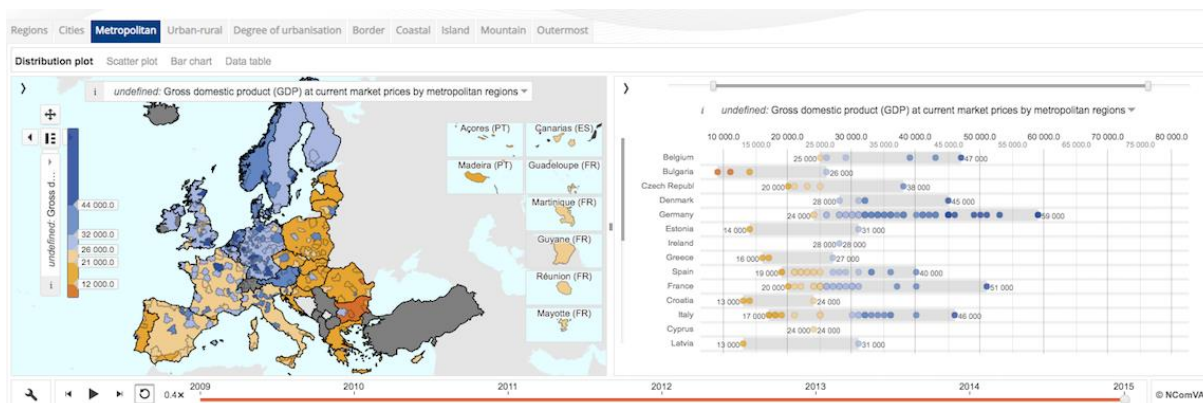 Regions Cities Metropolitan Urban-rural Degree of urbanisation Border Coastal Island Mountain Outermost
Distribution plot Scatter plot Bar chart Data table
i undefined: Gross domestic product (GDP) at current market prices by metropolitan regions
44 000.0
32 000.0
26 000.0
21 000.0
12 000.0
undefined: Gross d...
i
Açores (PT)
Canarias (ES)
Madeira (PT)
Guadeloupe (FR)
Martinique (FR)
Guyane (FR)
Réunion (FR)
Mayotte (FR)
i undefined: Gross domestic product (GDP) at current market prices by metropolitan regions
10 000.0 20 000.0 30 000.0 40 000.0 50 000.0 60 000.0 70 000.0 80 000.0
15 000.0 25 000.0 35 000.0 45 000.0 55 000.0 65 000.0 75 000.0
Belgium 25 000 47 000
Bulgaria 26 000
Czech Republ 20 000 38 000
Denmark 28 000 45 000
Germany 24 000 59 000
Estonia 14 000 31 000
Ireland 28 000 28 000
Greece 16 000 27 000
Spain 19 000 40 000
France 20 000 51 000
Croatia 13 000 24 000
Italy 17 000 46 000
Cyprus 24 000 24 000
Latvia 13 000 31 000
0.4×
2009 2010 2011 2012 2013 2014 2015
© NComVA